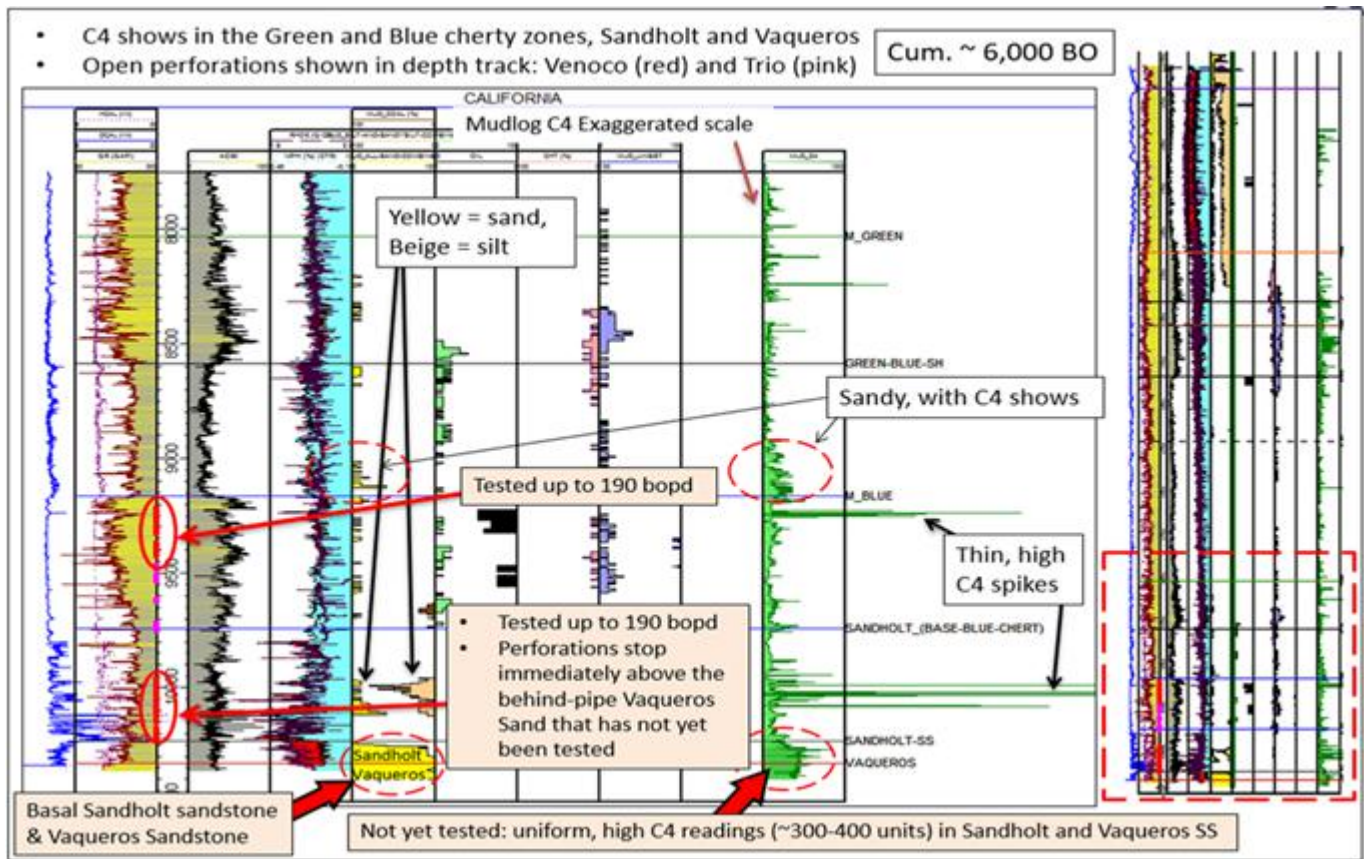 • C4 shows in the Green and Blue cherty zones, Sandholt and Vaqueros
• Open perforations shown in depth track: Venoco (red) and Trio (pink)
Cum. ~ 6,000 BO
CALIFORNIA
Mudlog C4 Exaggerated scale
Yellow = sand,
Beige = silt
8000
M_GREEN
8500
GREEN-BLUE-SH
Sandy, with C4 shows
9000
Tested up to 190 bopd
M_BLUE
9500
Thin, high
C4 spikes
• Tested up to 190 bopd
• Perforations stop
immediately above the
behind-pipe Vaqueros
Sand that has not yet
been tested
SANDHOLT_(BASE-BLUE-CHERT)
SANDHOLT-SS
VAQUEROS
Sandholt
Vaqueros
Basal Sandholt sandstone
& Vaqueros Sandstone
Not yet tested: uniform, high C4 readings (~300-400 units) in Sandholt and Vaqueros SS